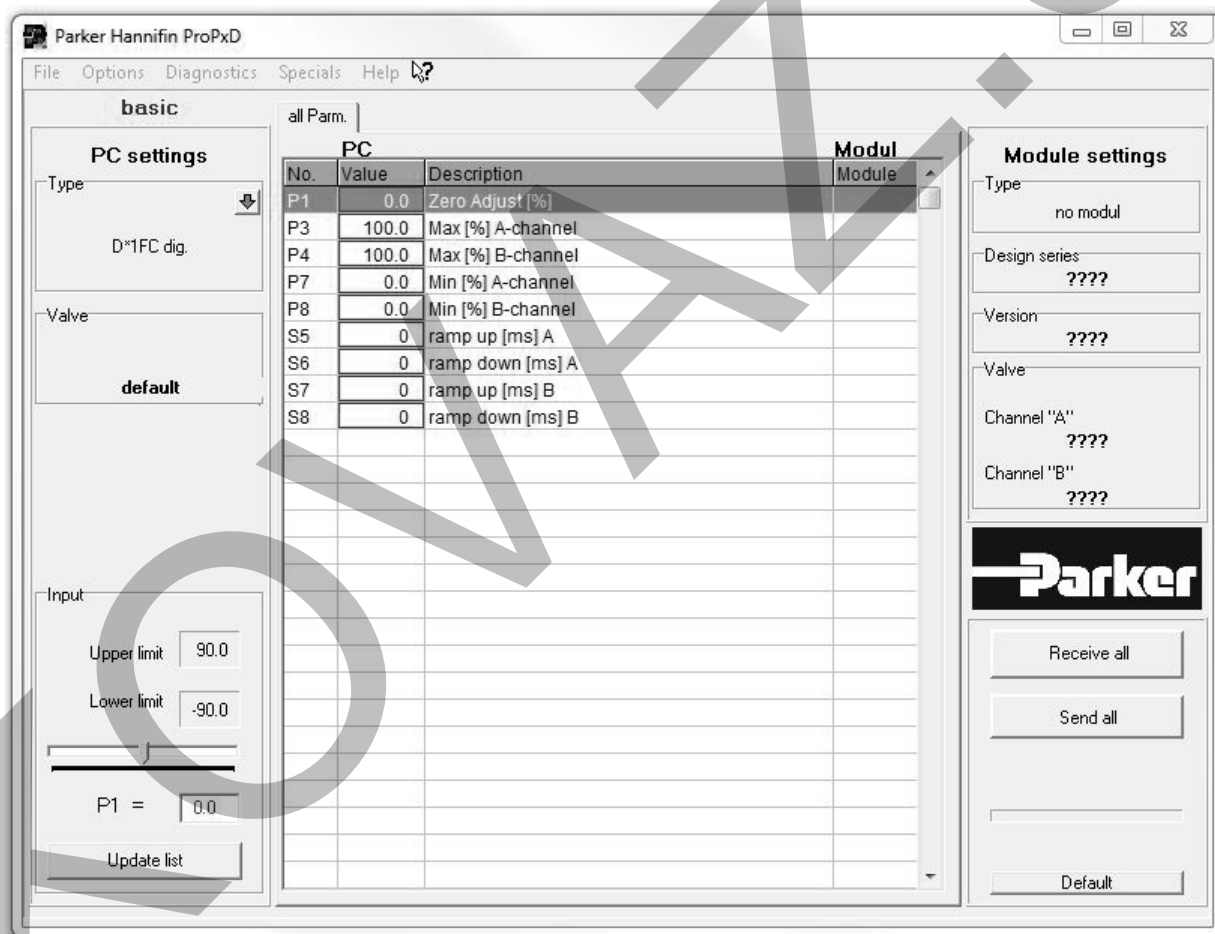 Parker Hannifin ProPxD
File Options Diagnostics Specials Help ?
basic
PC settings
Type
D*1FC dig.
Valve
default
Input
Upper limit 90.0
Lower limit -90.0
P1 = 0.0
Update list
all Parm.
PC Modul
No. Value Description Module
P1 0.0 Zero Adjust [%]
P3 100.0 Max [%] A-channel
P4 100.0 Max [%] B-channel
P7 0.0 Min [%] A-channel
P8 0.0 Min [%] B-channel
S5 0 ramp up [ms] A
S6 0 ramp down [ms] A
S7 0 ramp up [ms] B
S8 0 ramp down [ms] B
Module settings
Type
no modul
Design series
????
Version
????
Valve
Channel "A"
????
Channel "B"
????
Parker
Receive all
Send all
Default